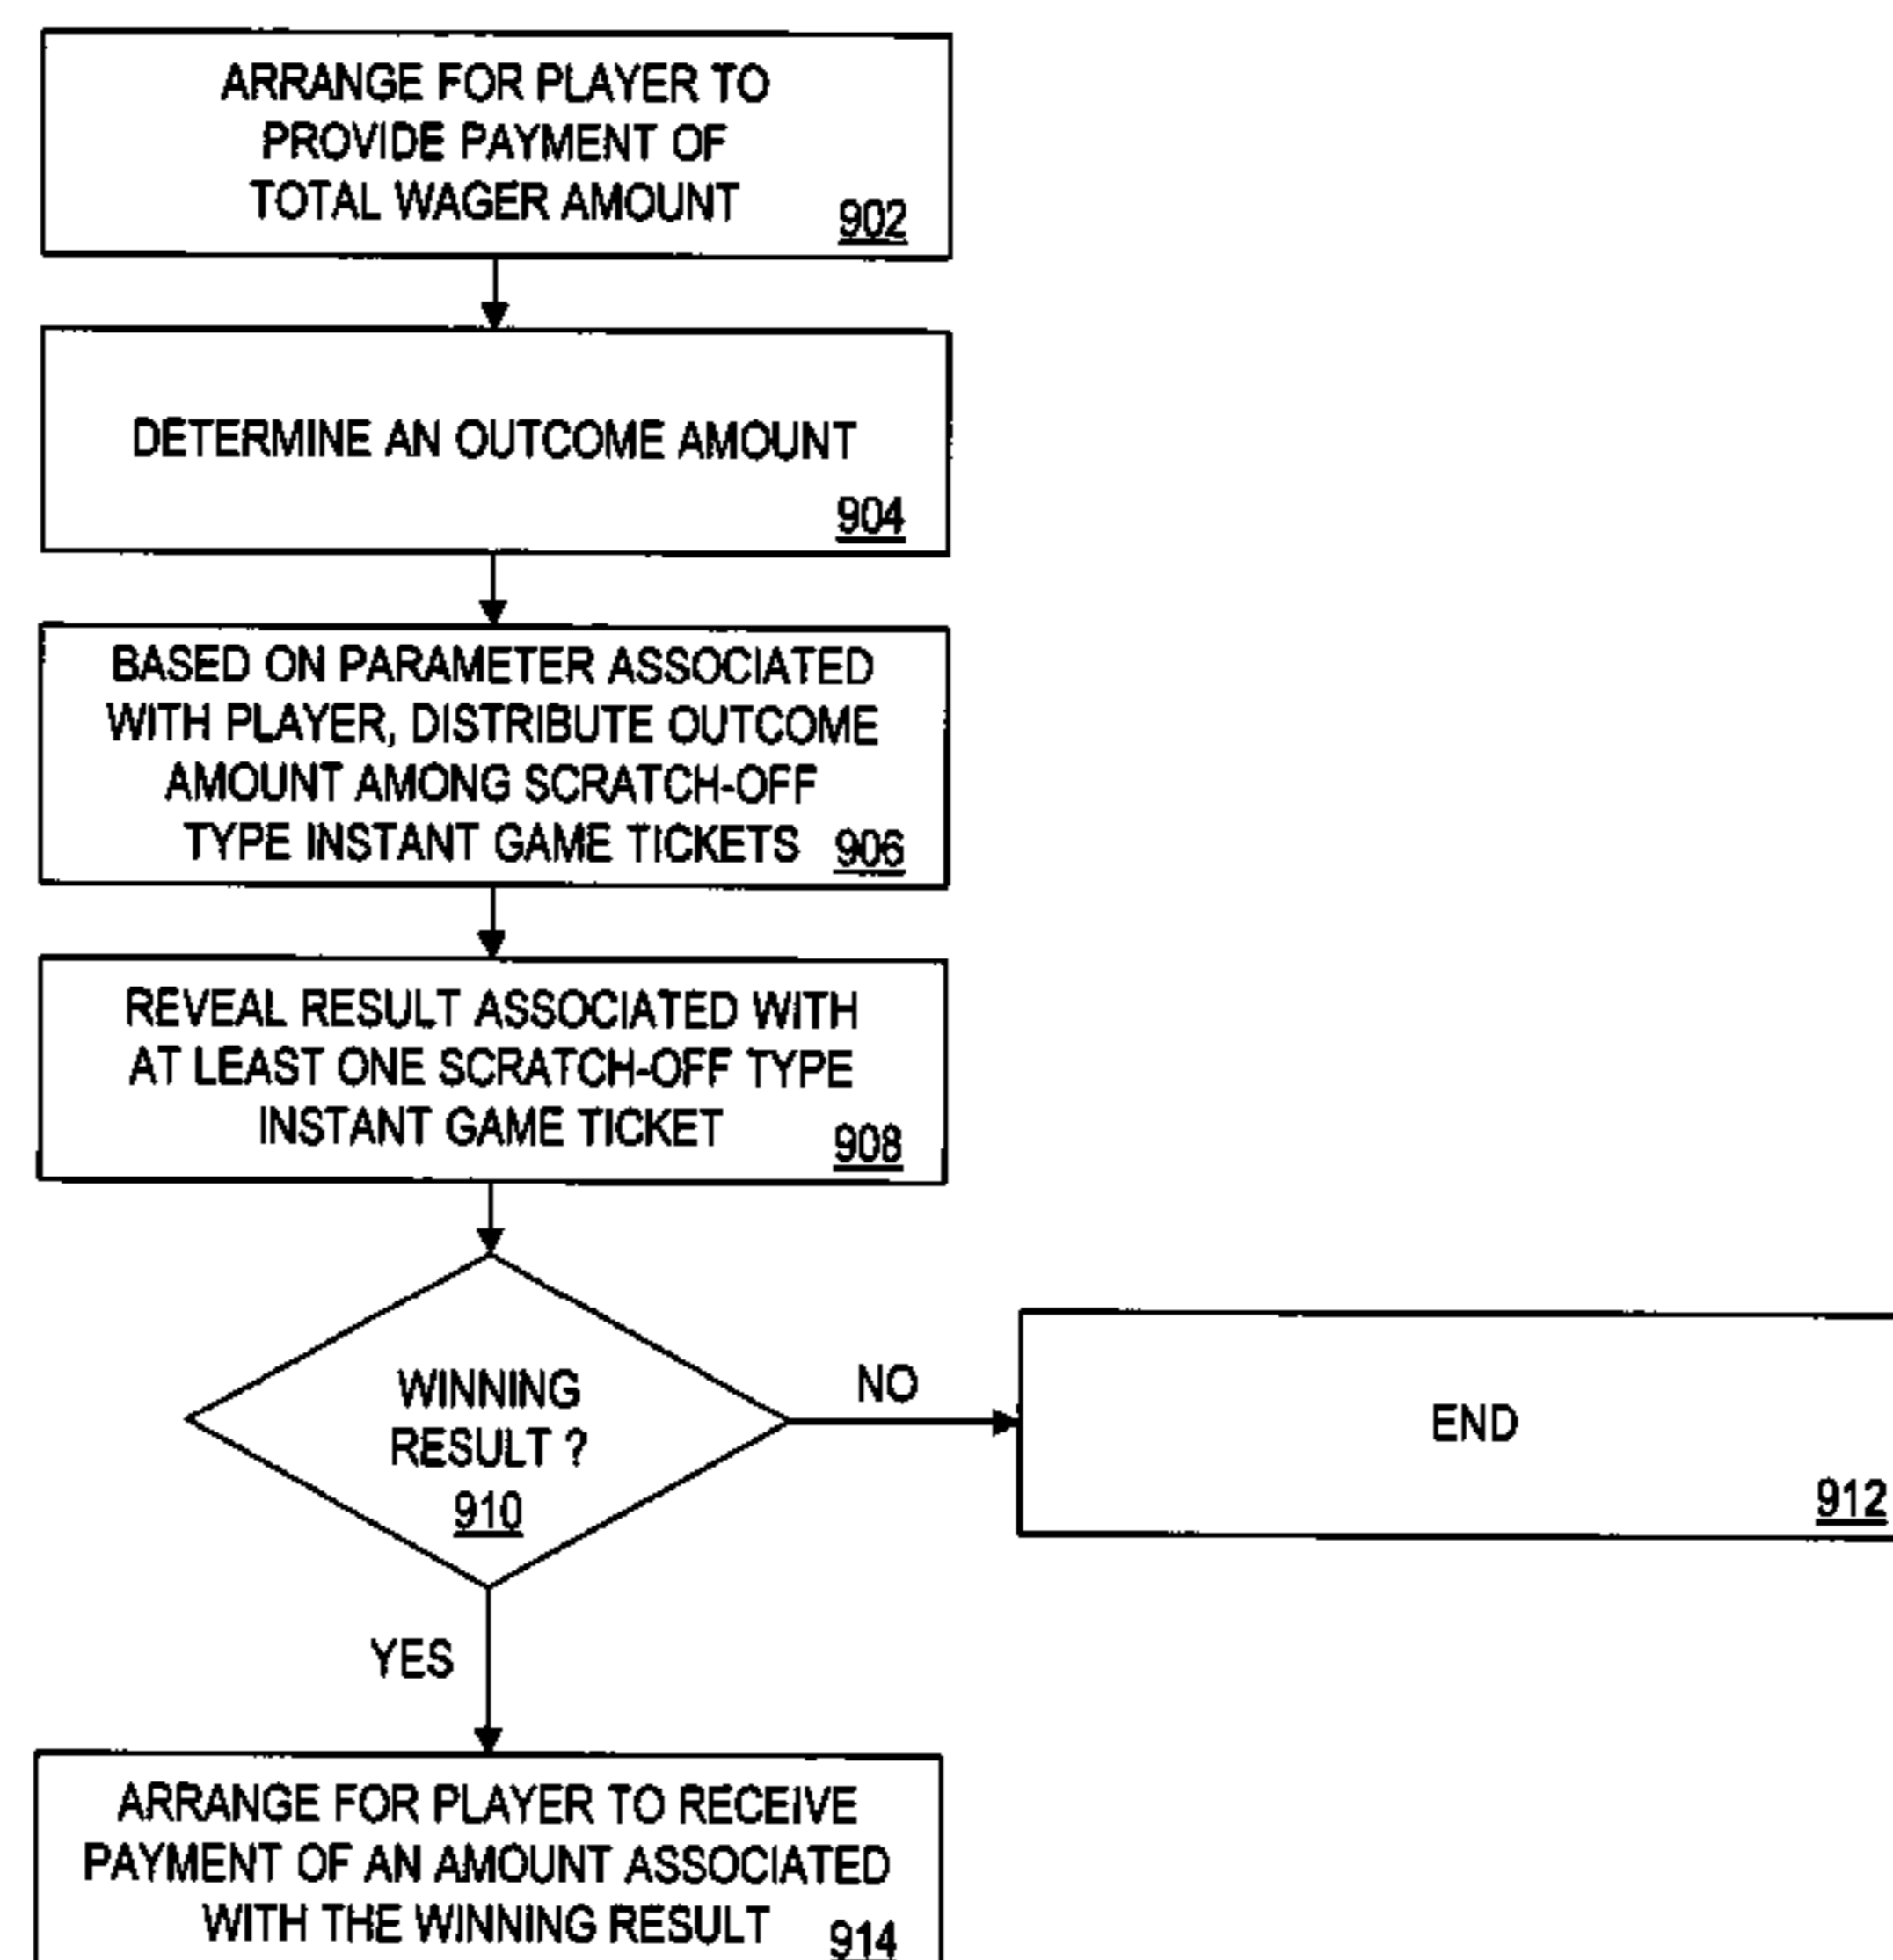 ARRANGE FOR PLAYER TO
PROVIDE PAYMENT OF
TOTAL WAGER AMOUNT
902
DETERMINE AN OUTCOME AMOUNT
904
BASED ON PARAMETER ASSOCIATED
WITH PLAYER, DISTRIBUTE OUTCOME
AMOUNT AMONG SCRATCH-OFF
TYPE INSTANT GAME TICKETS 906
REVEAL RESULT ASSOCIATED WITH
AT LEAST ONE SCRATCH-OFF TYPE
INSTANT GAME TICKET
908
WINNING
RESULT ?
910
NO
END
912
YES
ARRANGE FOR PLAYER TO RECEIVE
PAYMENT OF AN AMOUNT ASSOCIATED
WITH THE WINNING RESULT
914